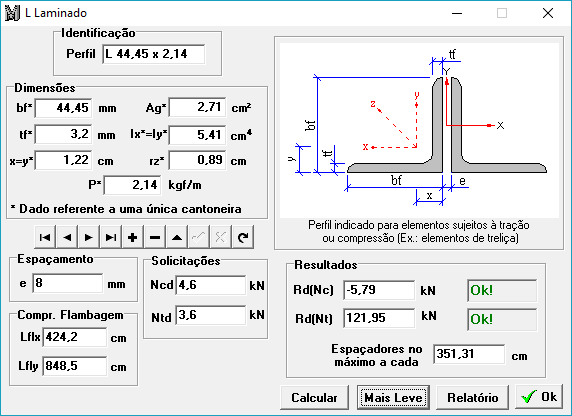 L Laminado
Identificação
Perfil L 44,45 x 2,14
Dimensões
bf* 44,45 mm Ag* 2,71 cm²
tf* 3,2 mm Ix*=Iy* 5,41 cm⁴
x=y* 1,22 cm rz* 0,89 cm
P* 2,14 kgf/m
* Dado referente a uma única cantoneira
Espaçamento
e 8 mm
Compr. Flambagem
Lflx 424,2 cm
Lfly 848,5 cm
Solicitações
Ncd 4,6 kN
Ntd 3,6 kN
tf
Y
z
y
x
X
bf
y
tf
bf
e
x
Perfil indicado para elementos sujeitos à tração
ou compressão (Ex.: elementos de treliça)
Resultados
Rd(Nc) -5,79 kN Ok!
Rd(Nt) 121,95 kN Ok!
Espaçadores no
máximo a cada 351,31 cm
Calcular Mais Leve Relatório Ok